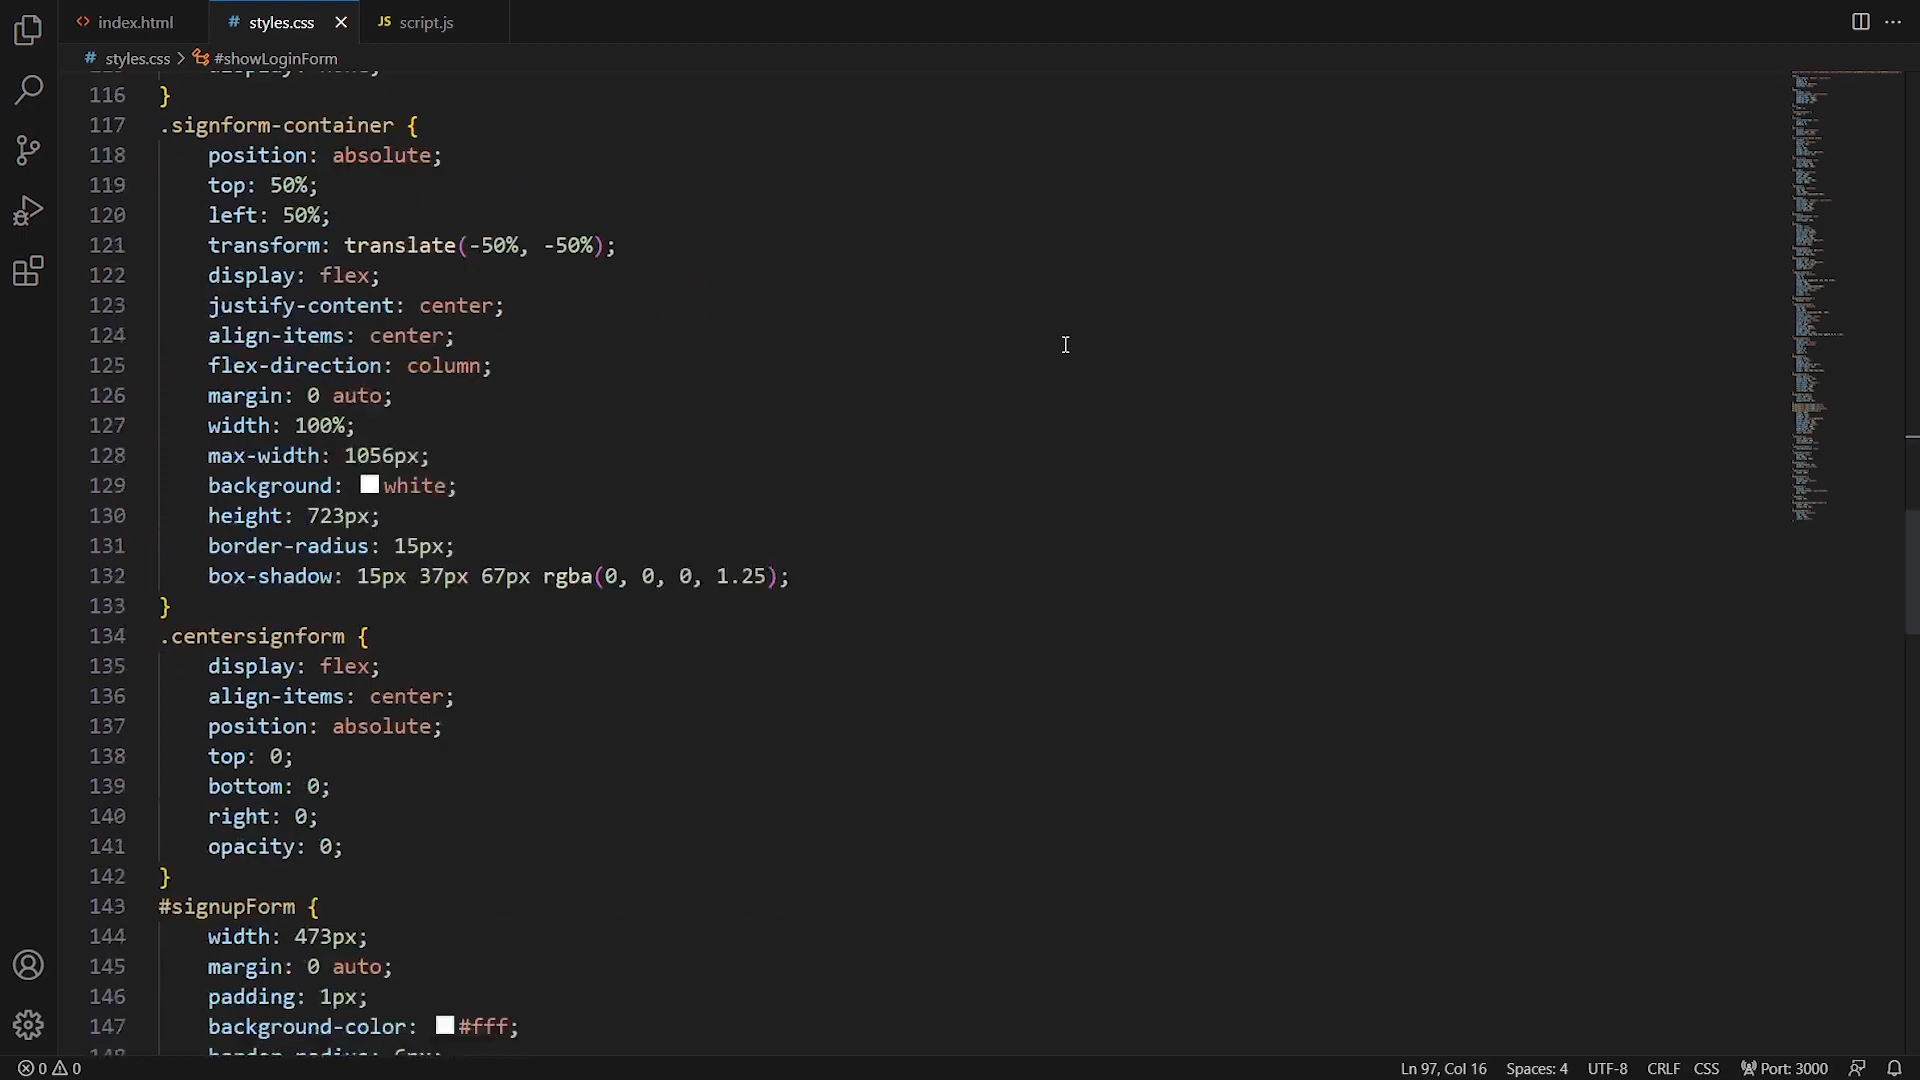 index.html
# styles.css
JS script.js
# styles.css > #showLoginForm
116 }
117 .signform-container {
118 position: absolute;
119 top: 50%;
120 left: 50%;
121 transform: translate(-50%, -50%);
122 display: flex;
123 justify-content: center;
124 align-items: center;
125 flex-direction: column;
126 margin: 0 auto;
127 width: 100%;
128 max-width: 1056px;
129 background: white;
130 height: 723px;
131 border-radius: 15px;
132 box-shadow: 15px 37px 67px rgba(0, 0, 0, 1.25);
133 }
134 .centersignform {
135 display: flex;
136 align-items: center;
137 position: absolute;
138 top: 0;
139 bottom: 0;
140 right: 0;
141 opacity: 0;
142 }
143 #signupForm {
144 width: 473px;
145 margin: 0 auto;
146 padding: 1px;
147 background-color: #fff;
148 border-radius: 6px;
0 0 Ln 97, Col 16 Spaces: 4 UTF-8 CRLF CSS Port: 3000